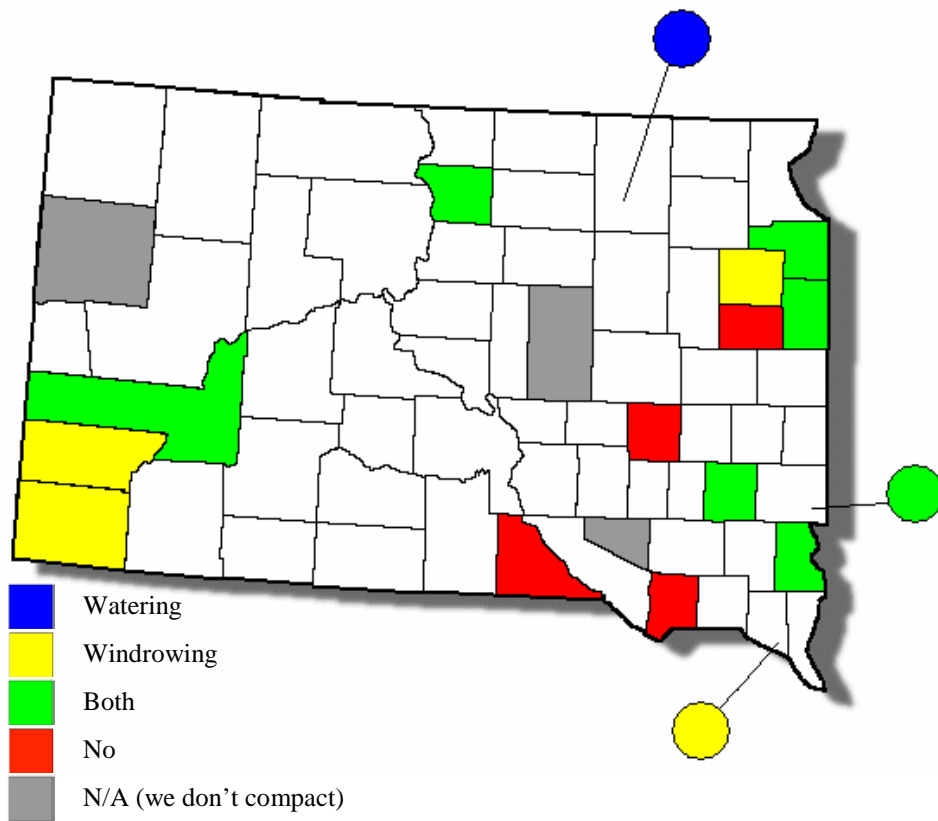 Watering
Windrowing
Both
No
N/A (we don’t compact)